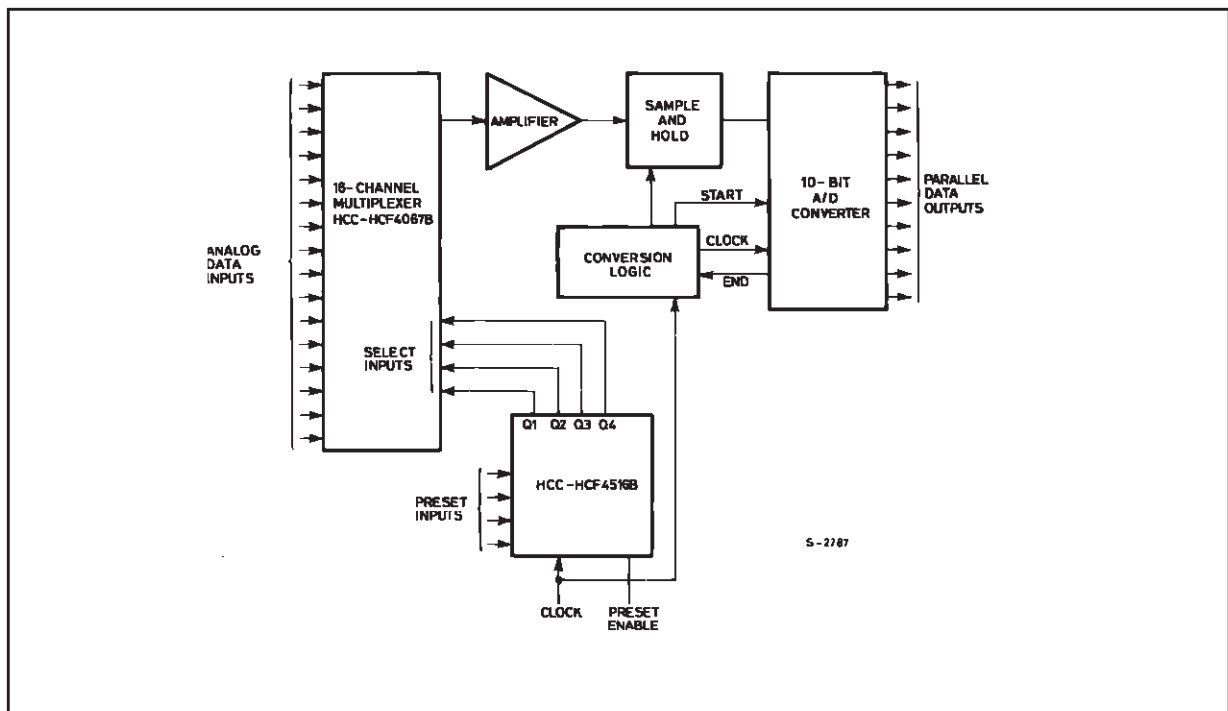 ANALOG
DATA
INPUTS
16-CHANNEL
MULTIPLEXER
HCC-HCF4067B
SELECT
INPUTS
AMPLIFIER
SAMPLE
AND
HOLD
CONVERSION
LOGIC
START
CLOCK
END
10-BIT
A/D
CONVERTER
PARALLEL
DATA
OUTPUTS
Q1 Q2 Q3 Q4
HCC-HCF4516B
PRESET
INPUTS
CLOCK
PRESET
ENABLE
S-2787